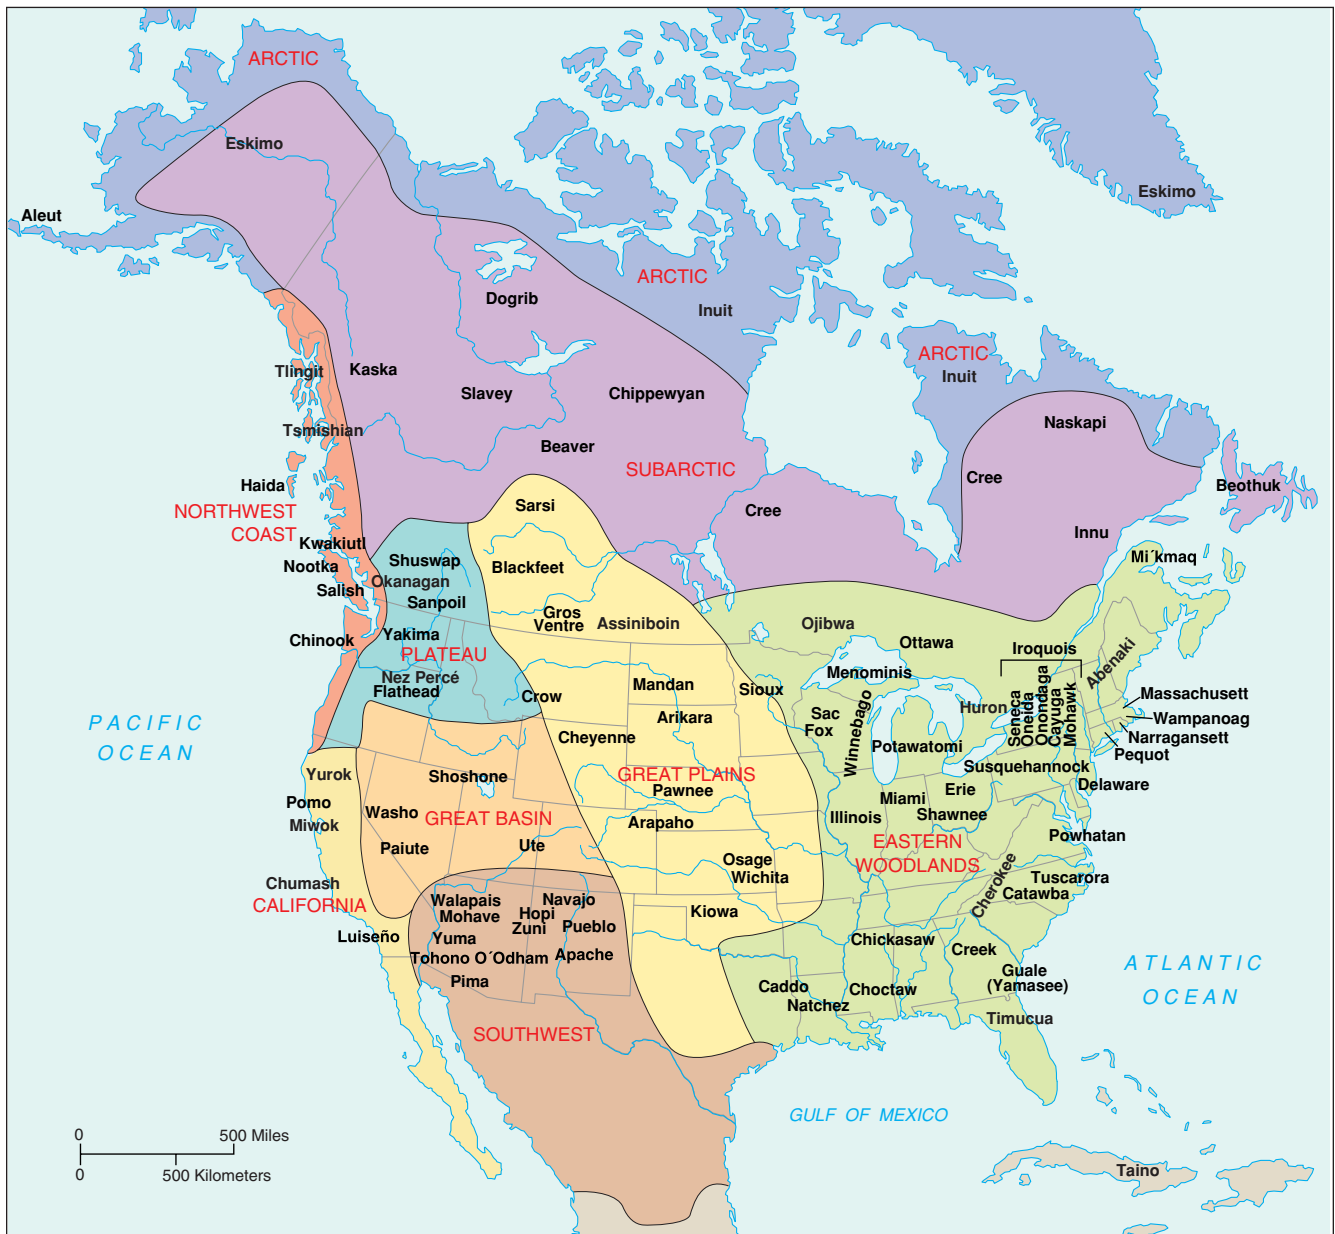 ARCTIC
Eskimo
Eskimo
Aleut
ARCTIC
Inuit
Dogrib
ARCTIC
Inuit
Tlingit
Kaska
Slavey
Chippewyan
Naskapi
Tsmishian
Beaver
SUBARCTIC
Cree
Haida
Beothuk
NORTHWEST
COAST
Sarsi
Cree
Innu
Kwakiutl
Nootka
Salish
Shuswap
Okanagan
Sanpoil
Blackfeet
Mi´kmaq
Gros
Ventre
Assiniboin
Ojibwa
Ottawa
Chinook
Yakima
PLATEAU
Nez Percé
Flathead
Iroquois
Abenaki
Menominis
Crow
Mandan
Sioux
Arikara
Sac
Fox
Winnebago
Huron
Seneca
Oneida
Onondaga
Cayuga
Mohawk
Massachusett
Wampanoag
Narragansett
Pequot
PACIFIC
OCEAN
Cheyenne
Potawatomi
Susquehannock
Yurok
Shoshone
GREAT PLAINS
Pawnee
Delaware
Erie
Miami
Shawnee
Pomo
Miwok
Washo
GREAT BASIN
Arapaho
Illinois
EASTERN
WOODLANDS
Powhatan
Paiute
Ute
Osage
Wichita
Cherokee
Tuscarora
Catawba
Chumash
CALIFORNIA
Luiseño
Walapais
Mohave
Navajo
Hopi
Zuni
Pueblo
Kiowa
Yuma
Tohono O´Odham
Apache
Pima
Chickasaw
Creek
Guale
(Yamasee)
Caddo
Natchez
Choctaw
Timucua
ATLANTIC
OCEAN
SOUTHWEST
GULF OF MEXICO
Taino
0
500 Miles
0
500 Kilometers